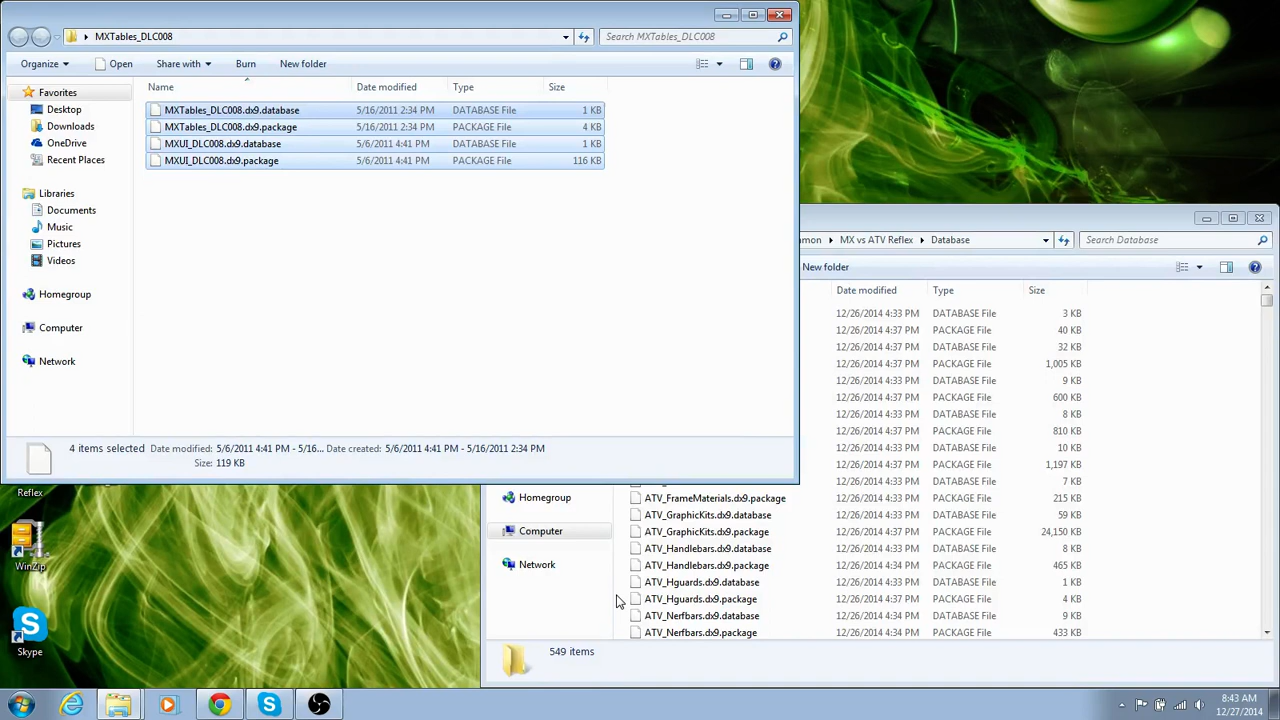 MXTables_DLC008
Search MXTables_DLC008
Organize Open Share with Burn New folder
Name Date modified Type Size
Favorites
Desktop
Downloads
OneDrive
Recent Places
Libraries
Documents
Music
Pictures
Videos
Homegroup
Computer
Network
MXTables_DLC008.dx9.database 5/16/2011 2:34 PM DATABASE File 1 KB
MXTables_DLC008.dx9.package 5/16/2011 2:34 PM PACKAGE File 4 KB
MXUI_DLC008.dx9.database 5/6/2011 4:41 PM DATABASE File 1 KB
MXUI_DLC008.dx9.package 5/6/2011 4:41 PM PACKAGE File 116 KB
4 items selected Date modified: 5/6/2011 4:41 PM - 5/16... Date created: 5/6/2011 4:41 PM - 5/16/2011 2:34 PM
Size: 119 KB
mmon MX vs ATV Reflex Database
Search Database
New folder
Date modified Type Size
12/26/2014 4:33 PM DATABASE File 3 KB
12/26/2014 4:37 PM PACKAGE File 40 KB
12/26/2014 4:37 PM DATABASE File 32 KB
12/26/2014 4:37 PM PACKAGE File 1,005 KB
12/26/2014 4:37 PM DATABASE File 9 KB
12/26/2014 4:37 PM PACKAGE File 600 KB
12/26/2014 4:33 PM DATABASE File 8 KB
12/26/2014 4:37 PM PACKAGE File 810 KB
12/26/2014 4:33 PM DATABASE File 10 KB
12/26/2014 4:37 PM PACKAGE File 1,197 KB
12/26/2014 4:33 PM DATABASE File 7 KB
ATV_FrameMaterials.dx9.package 12/26/2014 4:37 PM PACKAGE File 215 KB
ATV_GraphicKits.dx9.database 12/26/2014 4:33 PM DATABASE File 59 KB
ATV_GraphicKits.dx9.package 12/26/2014 4:37 PM PACKAGE File 24,150 KB
ATV_Handlebars.dx9.database 12/26/2014 4:33 PM DATABASE File 8 KB
ATV_Handlebars.dx9.package 12/26/2014 4:34 PM PACKAGE File 465 KB
ATV_Hguards.dx9.database 12/26/2014 4:33 PM DATABASE File 1 KB
ATV_Hguards.dx9.package 12/26/2014 4:37 PM PACKAGE File 4 KB
ATV_Nerfbars.dx9.database 12/26/2014 4:34 PM DATABASE File 9 KB
ATV_Nerfbars.dx9.package 12/26/2014 4:34 PM PACKAGE File 433 KB
Homegroup
Computer
Network
549 items
Reflex
WinZip
Skype
8:43 AM
12/27/2014